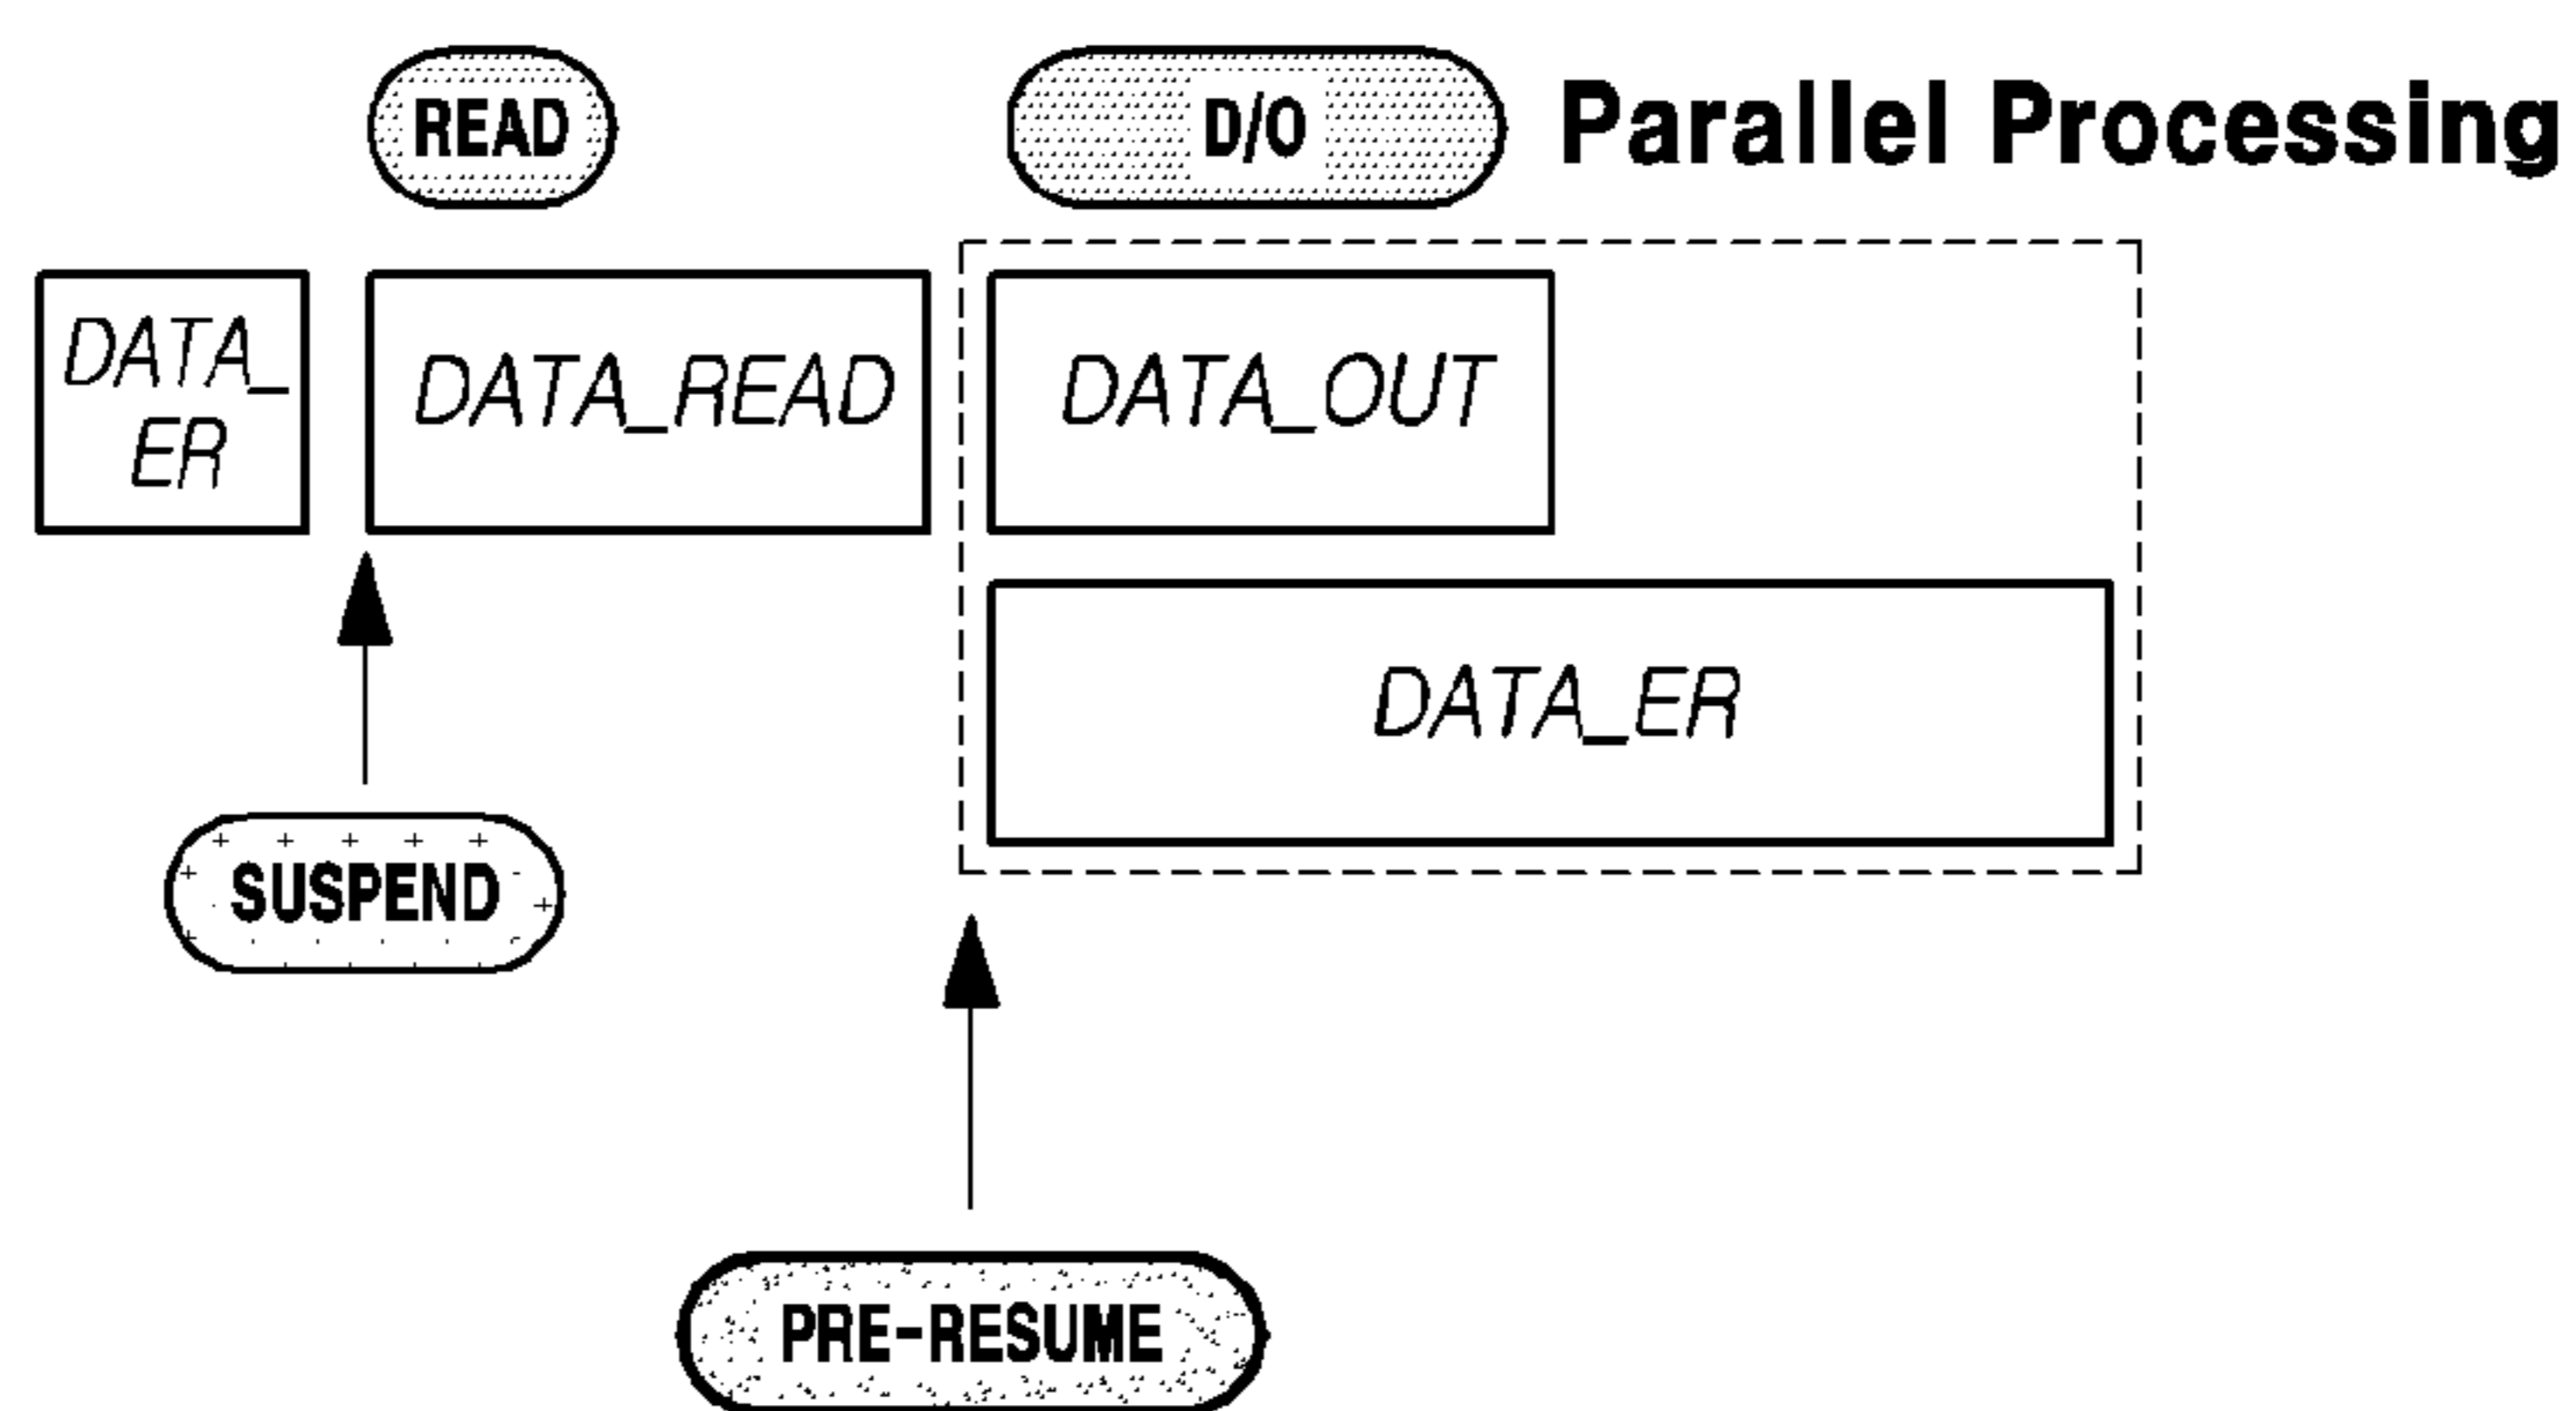 READ
D/O
Parallel Processing
DATA_
ER
DATA_READ
DATA_OUT
DATA_ER
SUSPEND
PRE-RESUME